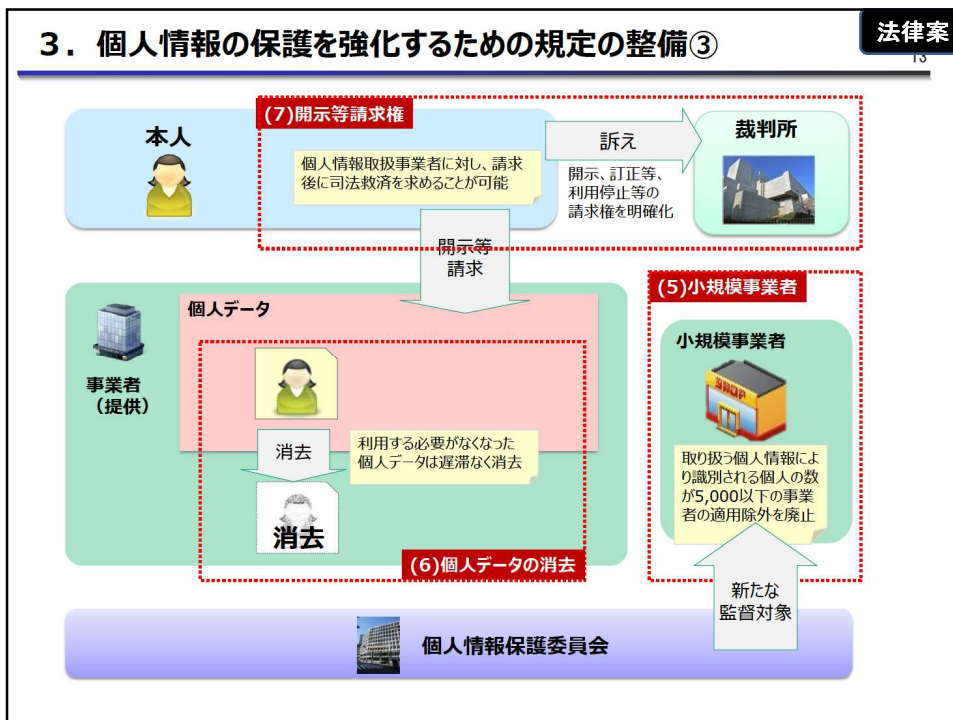 3．個人情報の保護を強化するための規定の整備③
法律案
13
(7)開示等請求権
本人
個人情報取扱事業者に対し、請求
後に司法救済を求めることが可能
訴え
開示、訂正等、
利用停止等の
請求権を明確化
裁判所
開示等
請求
個人データ
事業者
（提供）
消去
利用する必要がなくなった
個人データは遅滞なく消去
消去
(6)個人データの消去
(5)小規模事業者
小規模事業者
SHOP
取り扱う個人情報によ
り識別される個人の数
が5,000以下の事業
者の適用除外を廃止
新たな
監督対象
個人情報保護委員会